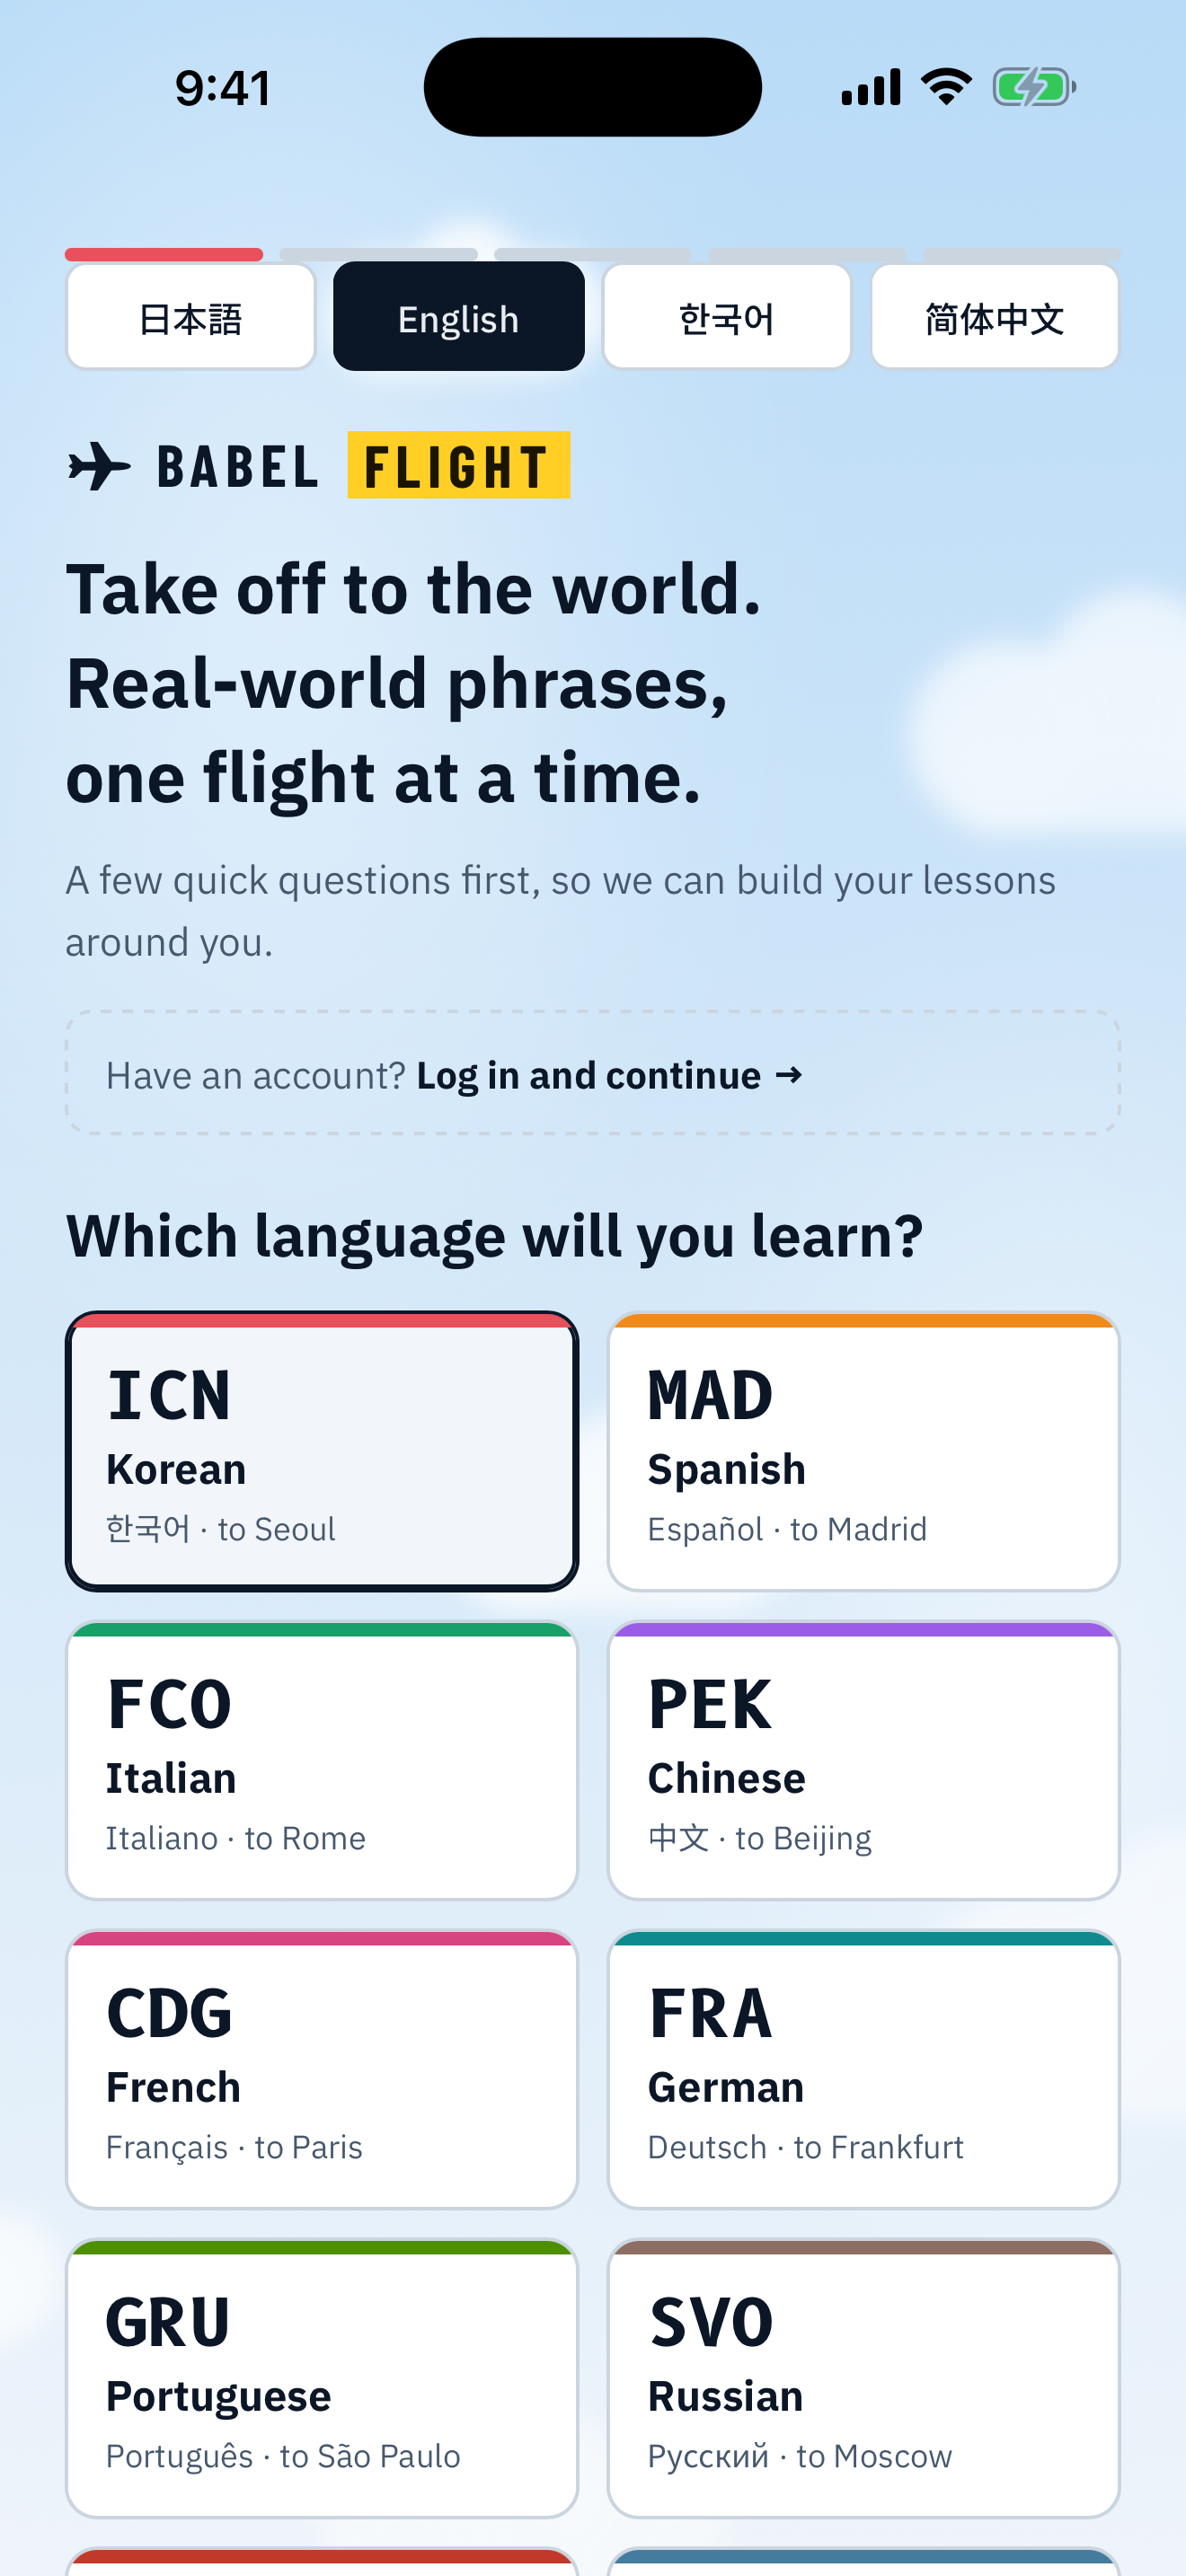 9:41
日本語
English
한국어
简体中文
BABEL FLIGHT
Take off to the world.
Real-world phrases,
one flight at a time.
A few quick questions first, so we can build your lessons
around you.
Have an account? Log in and continue →
Which language will you learn?
ICN
Korean
한국어 · to Seoul
MAD
Spanish
Español · to Madrid
FCO
Italian
Italiano · to Rome
PEK
Chinese
中文 · to Beijing
CDG
French
Français · to Paris
FRA
German
Deutsch · to Frankfurt
GRU
Portuguese
Português · to São Paulo
SVO
Russian
Русский · to Moscow